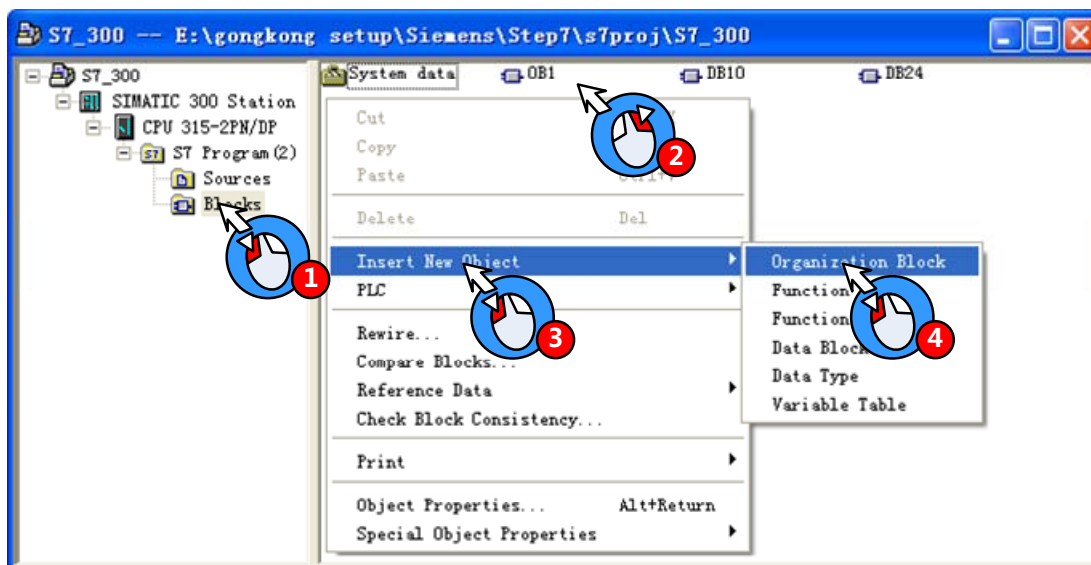 S7_300 -- E:\gongkong setup\Siemens\Step7\s7proj\S7_300
S7_300
SIMATIC 300 Station
CPU 315-2PN/DP
S7 Program(2)
Sources
Blocks
System data
OB1
DB10
DB24
Cut
Copy
Paste
Delete Del
Insert New Object
PLC
Rewire...
Compare Blocks...
Reference Data
Check Block Consistency...
Print
Object Properties... Alt+Return
Special Object Properties
Organization Block
Function
Function
Data Block
Data Type
Variable Table
1
2
3
4